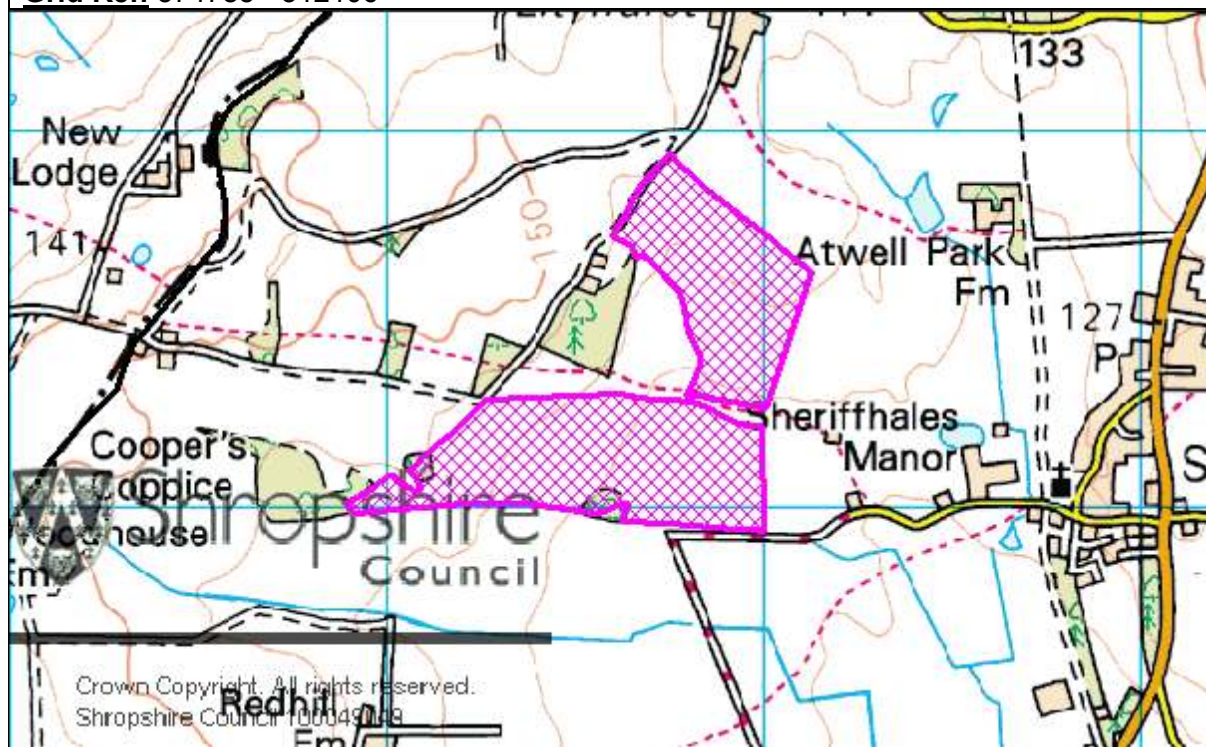 133
New
Lodge
150
141
Atwell Park
Fm
127
P
Sheriffhales
Manor
Cooper's
Coppice
S
Shropshire
Council
Crown Copyright. All rights reserved.
Shropshire Council 100049049
Redhill
Fm